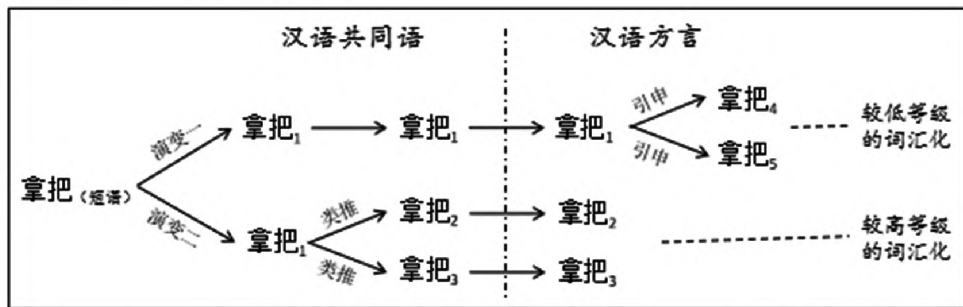 汉语共同语
汉语方言
拿把（短语）
演变一
拿把1
拿把1
拿把1
引申
拿把4
引申
拿把5
较低等级
的词汇化
演变二
拿把1
类推
拿把2
拿把2
类推
拿把3
拿把3
较高等级
的词汇化